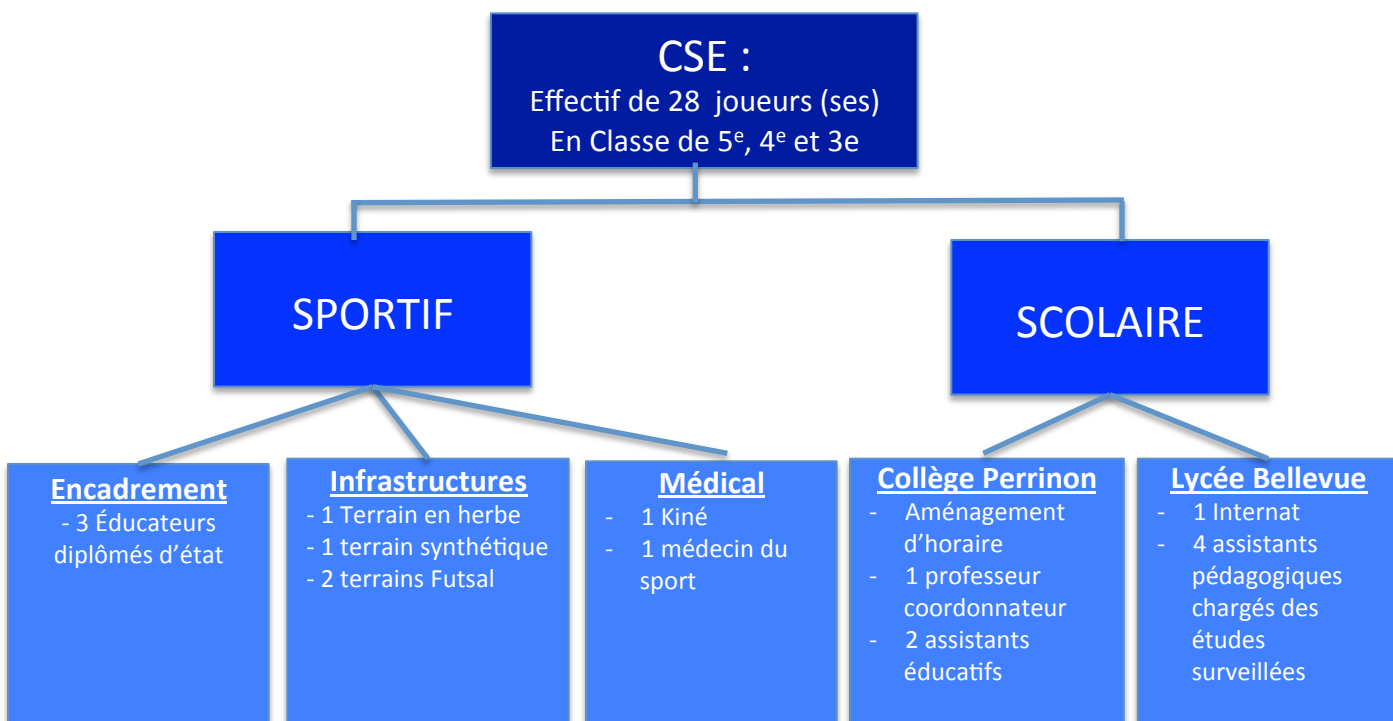 CSE :
Effectif de 28 joueurs (ses)
En Classe de 5e, 4e et 3e
SPORTIF
SCOLAIRE
Encadrement
- 3 Éducateurs
diplômés d'état
Infrastructures
- 1 Terrain en herbe
- 1 terrain synthétique
- 2 terrains Futsal
Médical
- 1 Kiné
- 1 médecin du
sport
Collège Perrinon
- Aménagement
d'horaire
- 1 professeur
coordonnateur
- 2 assistants
éducatifs
Lycée Bellevue
- 1 Internat
- 4 assistants
pédagogiques
chargés des
études
surveillées